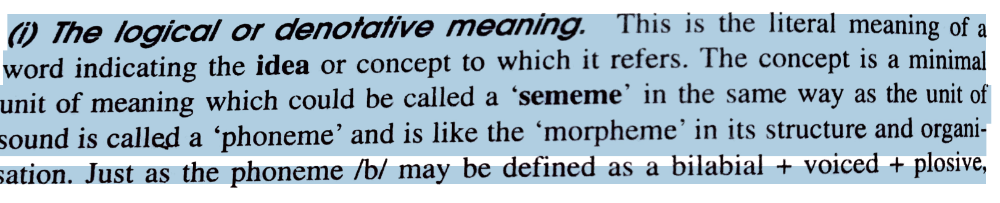 (i) The logical or denotative meaning. This is the literal meaning of a
word indicating the idea or concept to which it refers. The concept is a minimal
unit of meaning which could be called a ‘sememe’ in the same way as the unit of
sound is called a ‘phoneme’ and is like the ‘morpheme’ in its structure and organi-
sation. Just as the phoneme /b/ may be defined as a bilabial + voiced + plosive,